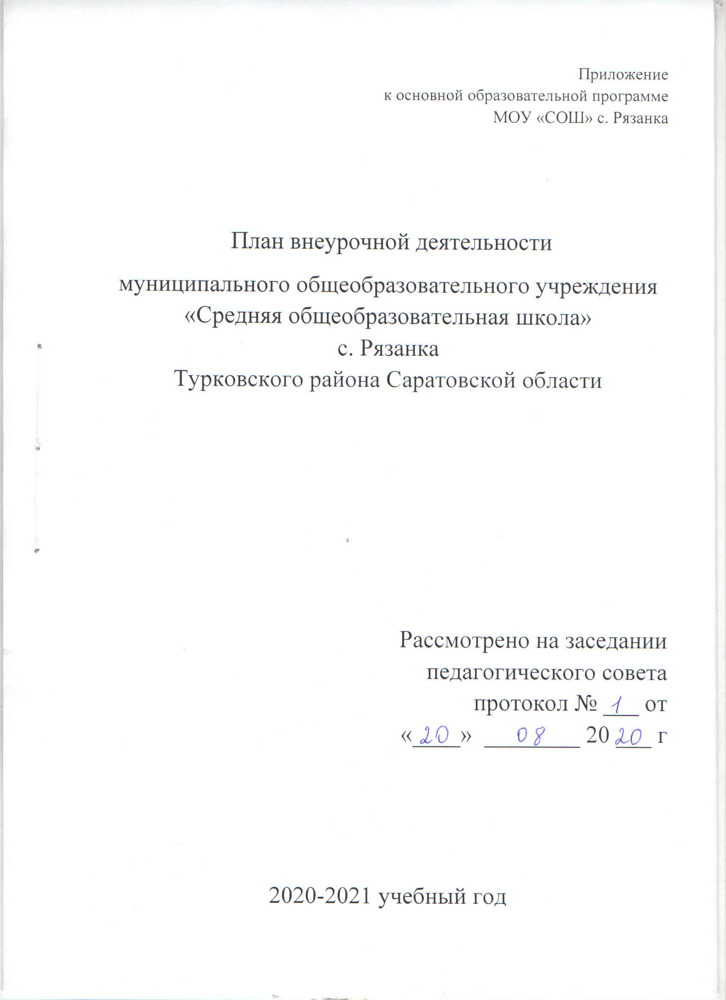 Приложение
к основной образовательной программе
МОУ «СОШ» с. Рязанка
План внеурочной деятельности
муниципального общеобразовательного учреждения
«Средняя общеобразовательная школа»
с. Рязанка
Турковского района Саратовской области
Рассмотрено на заседании
педагогического совета
протокол № 1 от
«20» 08 2020 г
2020-2021 учебный год